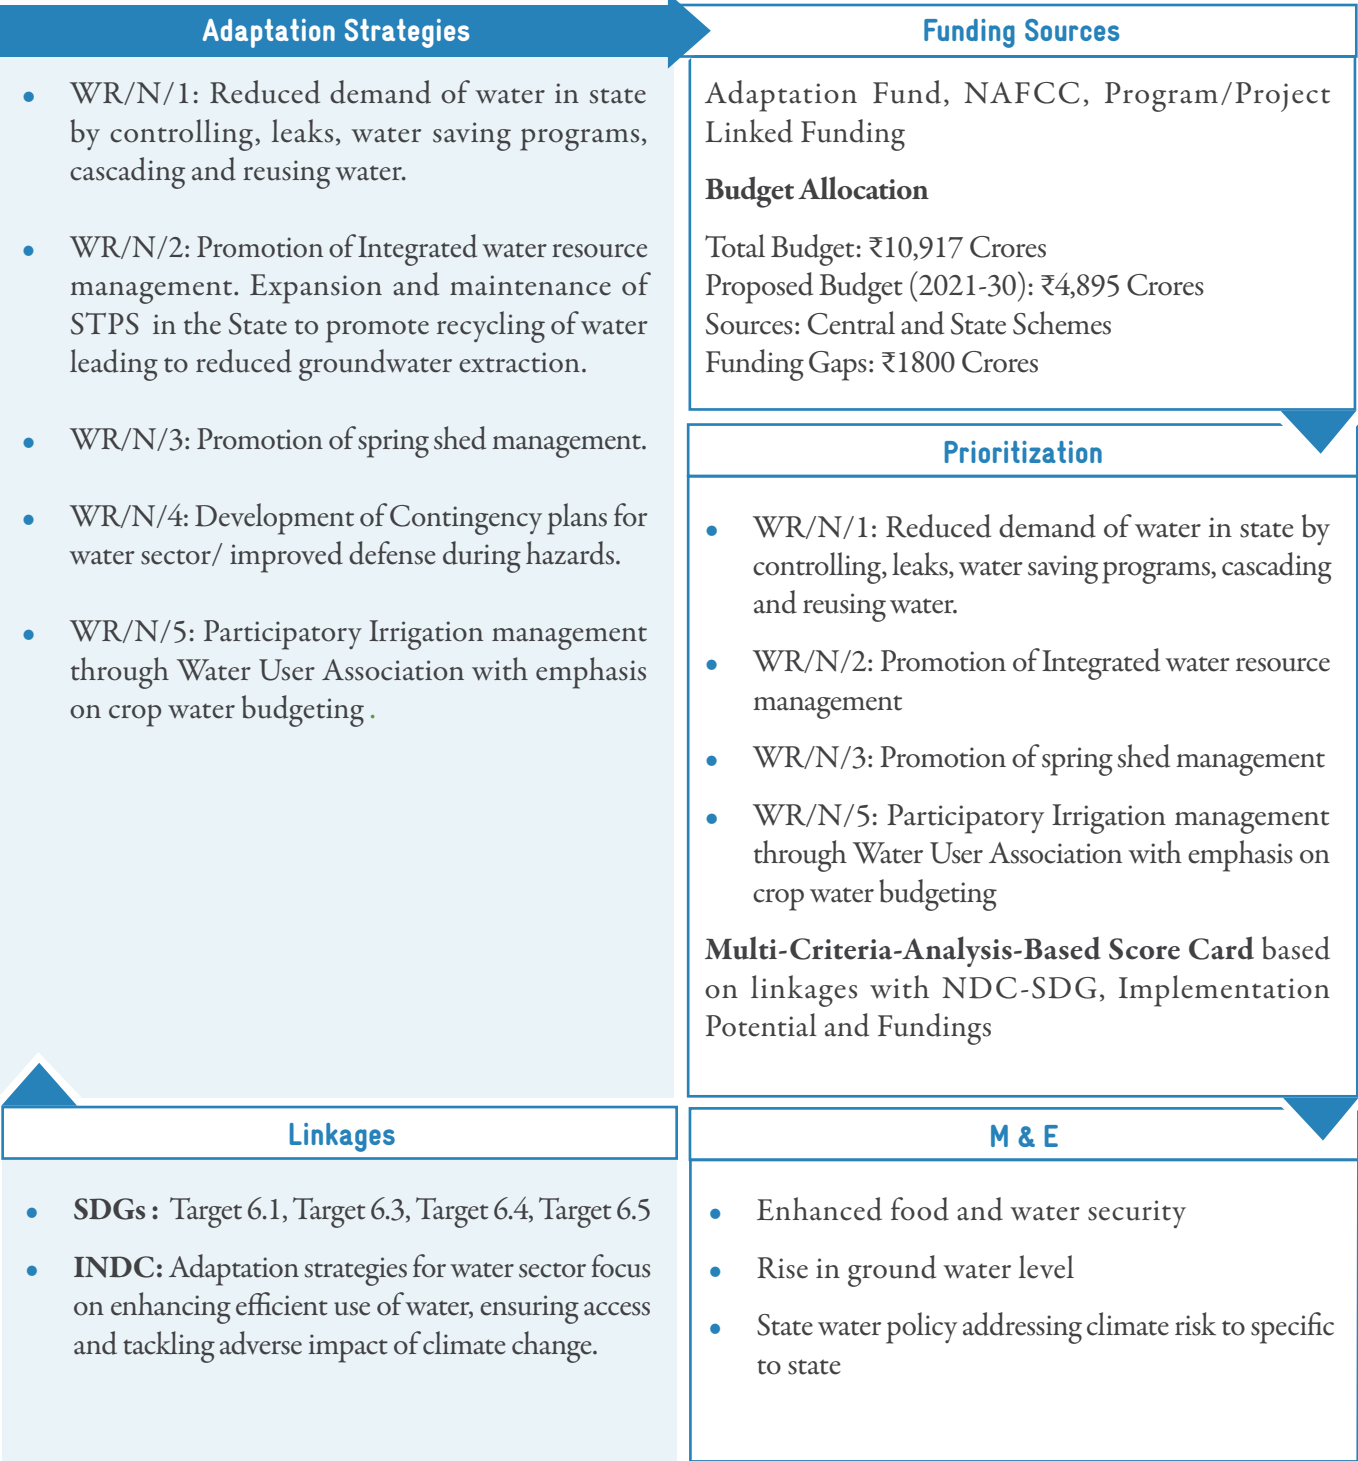 Adaptation Strategies
• WR/N/1: Reduced demand of water in state
by controlling, leaks, water saving programs,
cascading and reusing water.
• WR/N/2: Promotion of Integrated water resource
management. Expansion and maintenance of
STPS in the State to promote recycling of water
leading to reduced groundwater extraction.
• WR/N/3: Promotion of spring shed management.
• WR/N/4: Development of Contingency plans for
water sector/ improved defense during hazards.
• WR/N/5: Participatory Irrigation management
through Water User Association with emphasis
on crop water budgeting .
Linkages
• SDGs : Target 6.1, Target 6.3, Target 6.4, Target 6.5
• INDC: Adaptation strategies for water sector focus
on enhancing efficient use of water, ensuring access
and tackling adverse impact of climate change.
Funding Sources
Adaptation Fund, NAFCC, Program/Project
Linked Funding
Budget Allocation
Total Budget: ₹10,917 Crores
Proposed Budget (2021-30): ₹4,895 Crores
Sources: Central and State Schemes
Funding Gaps: ₹1800 Crores
Prioritization
• WR/N/1: Reduced demand of water in state by
controlling, leaks, water saving programs, cascading
and reusing water.
• WR/N/2: Promotion of Integrated water resource
management
• WR/N/3: Promotion of spring shed management
• WR/N/5: Participatory Irrigation management
through Water User Association with emphasis on
crop water budgeting
Multi-Criteria-Analysis-Based Score Card based
on linkages with NDC-SDG, Implementation
Potential and Fundings
M & E
• Enhanced food and water security
• Rise in ground water level
• State water policy addressing climate risk to specific
to state